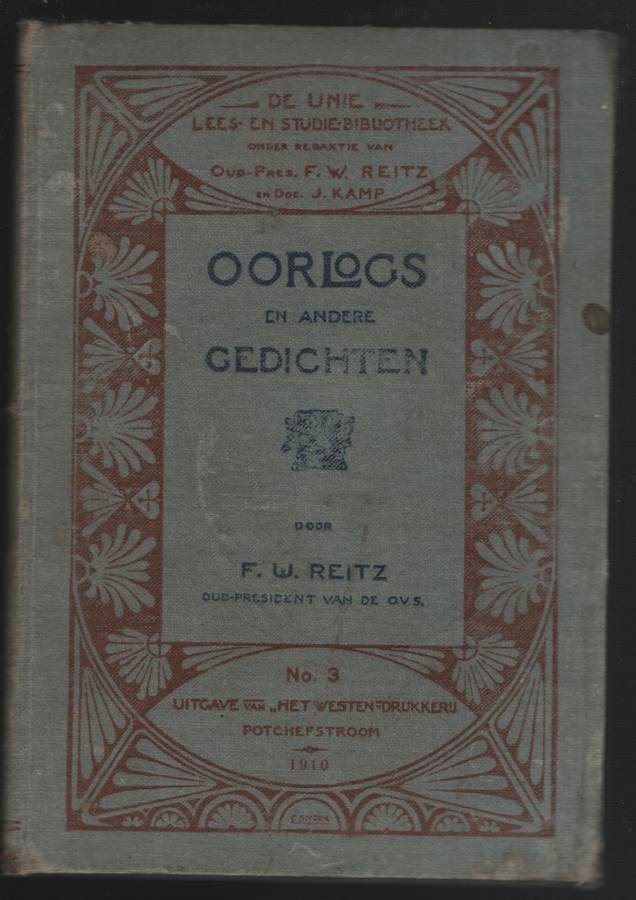 DE UNIE
LEES- EN STUDIE-BIBLIOTHEEK
ONDER REDAKTIE VAN
OUD-PRES. F. W. REITZ
EN DOC. J. KAMP
OORLOGS
EN ANDERE
GEDICHTEN
DOOR
F. W. REITZ
OUD-PRESIDENT VAN DE O.V.S.
No. 3
UITGAVE VAN „HET WESTEN"-DRUKKERIJ
POTCHEFSTROOM
1910